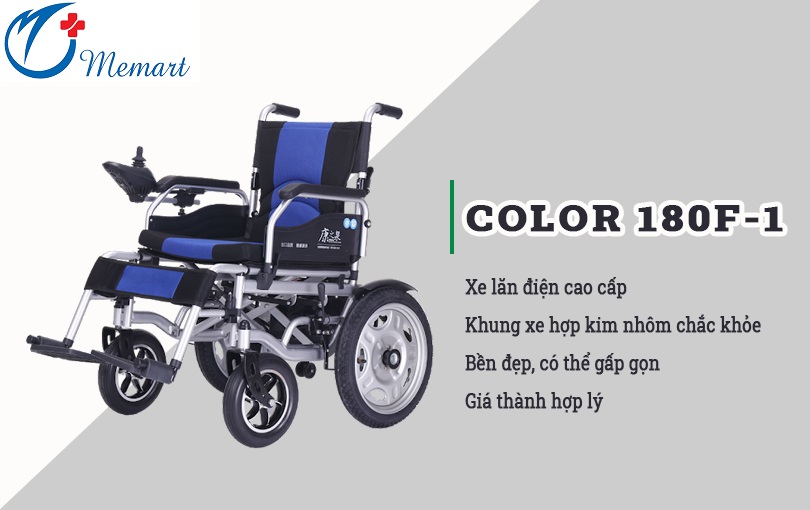 Memart
COLOR 180F-1
Xe lăn điện cao cấp
Khung xe hợp kim nhôm chắc khỏe
Bền đẹp, có thể gấp gọn
Giá thành hợp lý